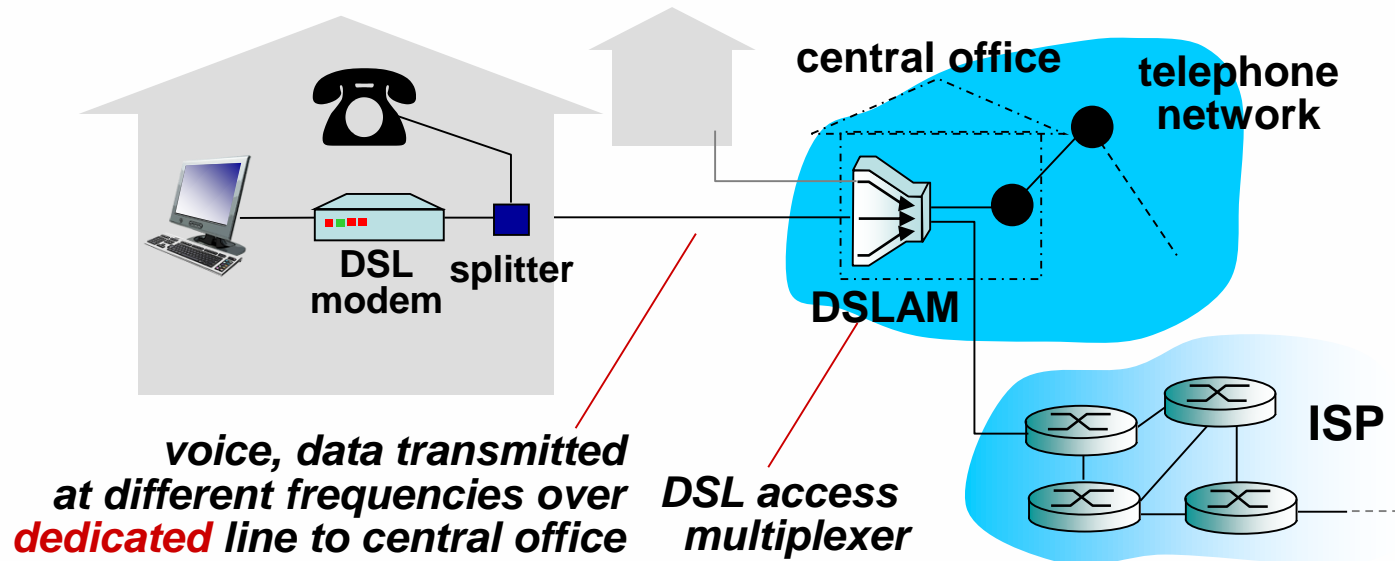 central office
telephone
network
DSL
modem
splitter
DSLAM
ISP
voice, data transmitted
at different frequencies over
dedicated line to central office
DSL access
multiplexer